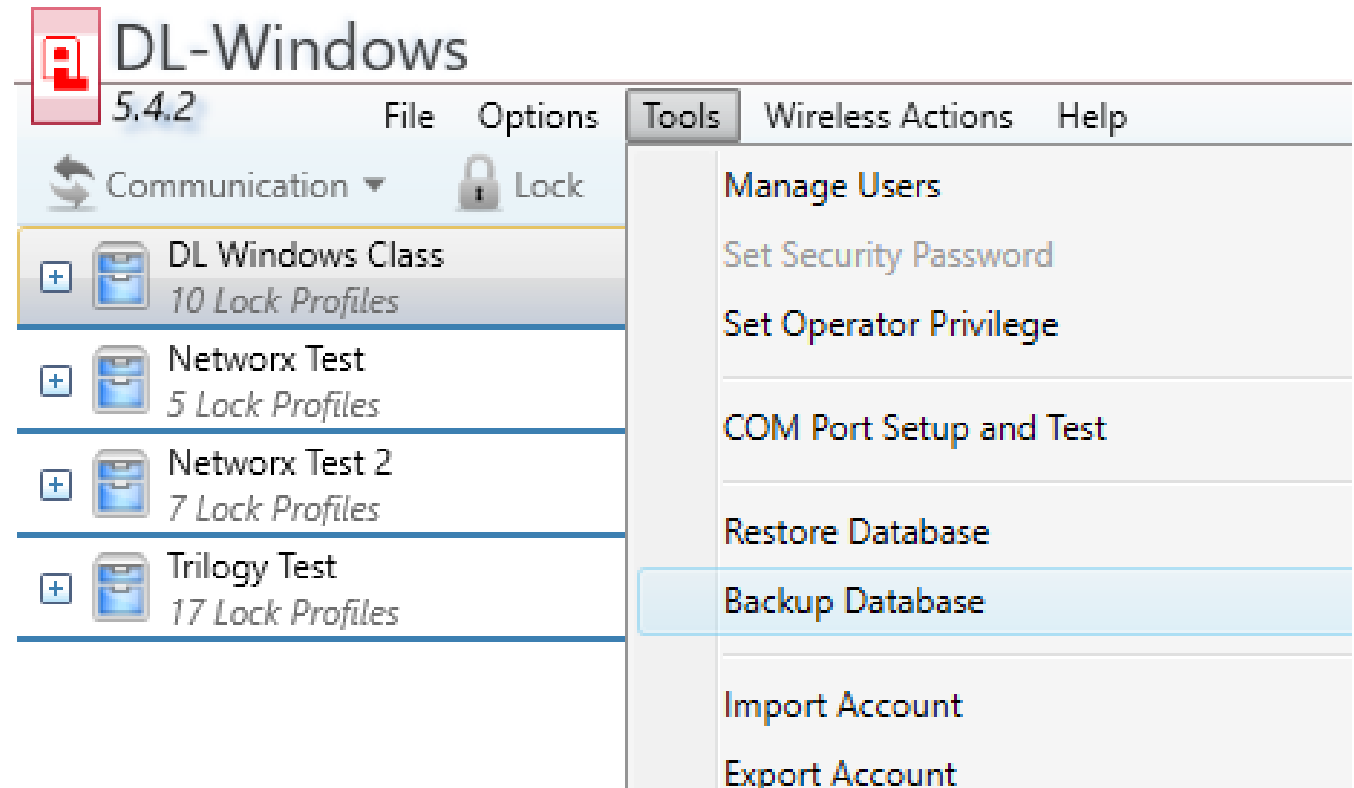 DL-Windows
5.4.2
File Options Tools Wireless Actions Help
Communication Lock
DL Windows Class
10 Lock Profiles
Networx Test
5 Lock Profiles
Networx Test 2
7 Lock Profiles
Trilogy Test
17 Lock Profiles
Manage Users
Set Security Password
Set Operator Privilege
COM Port Setup and Test
Restore Database
Backup Database
Import Account
Export Account